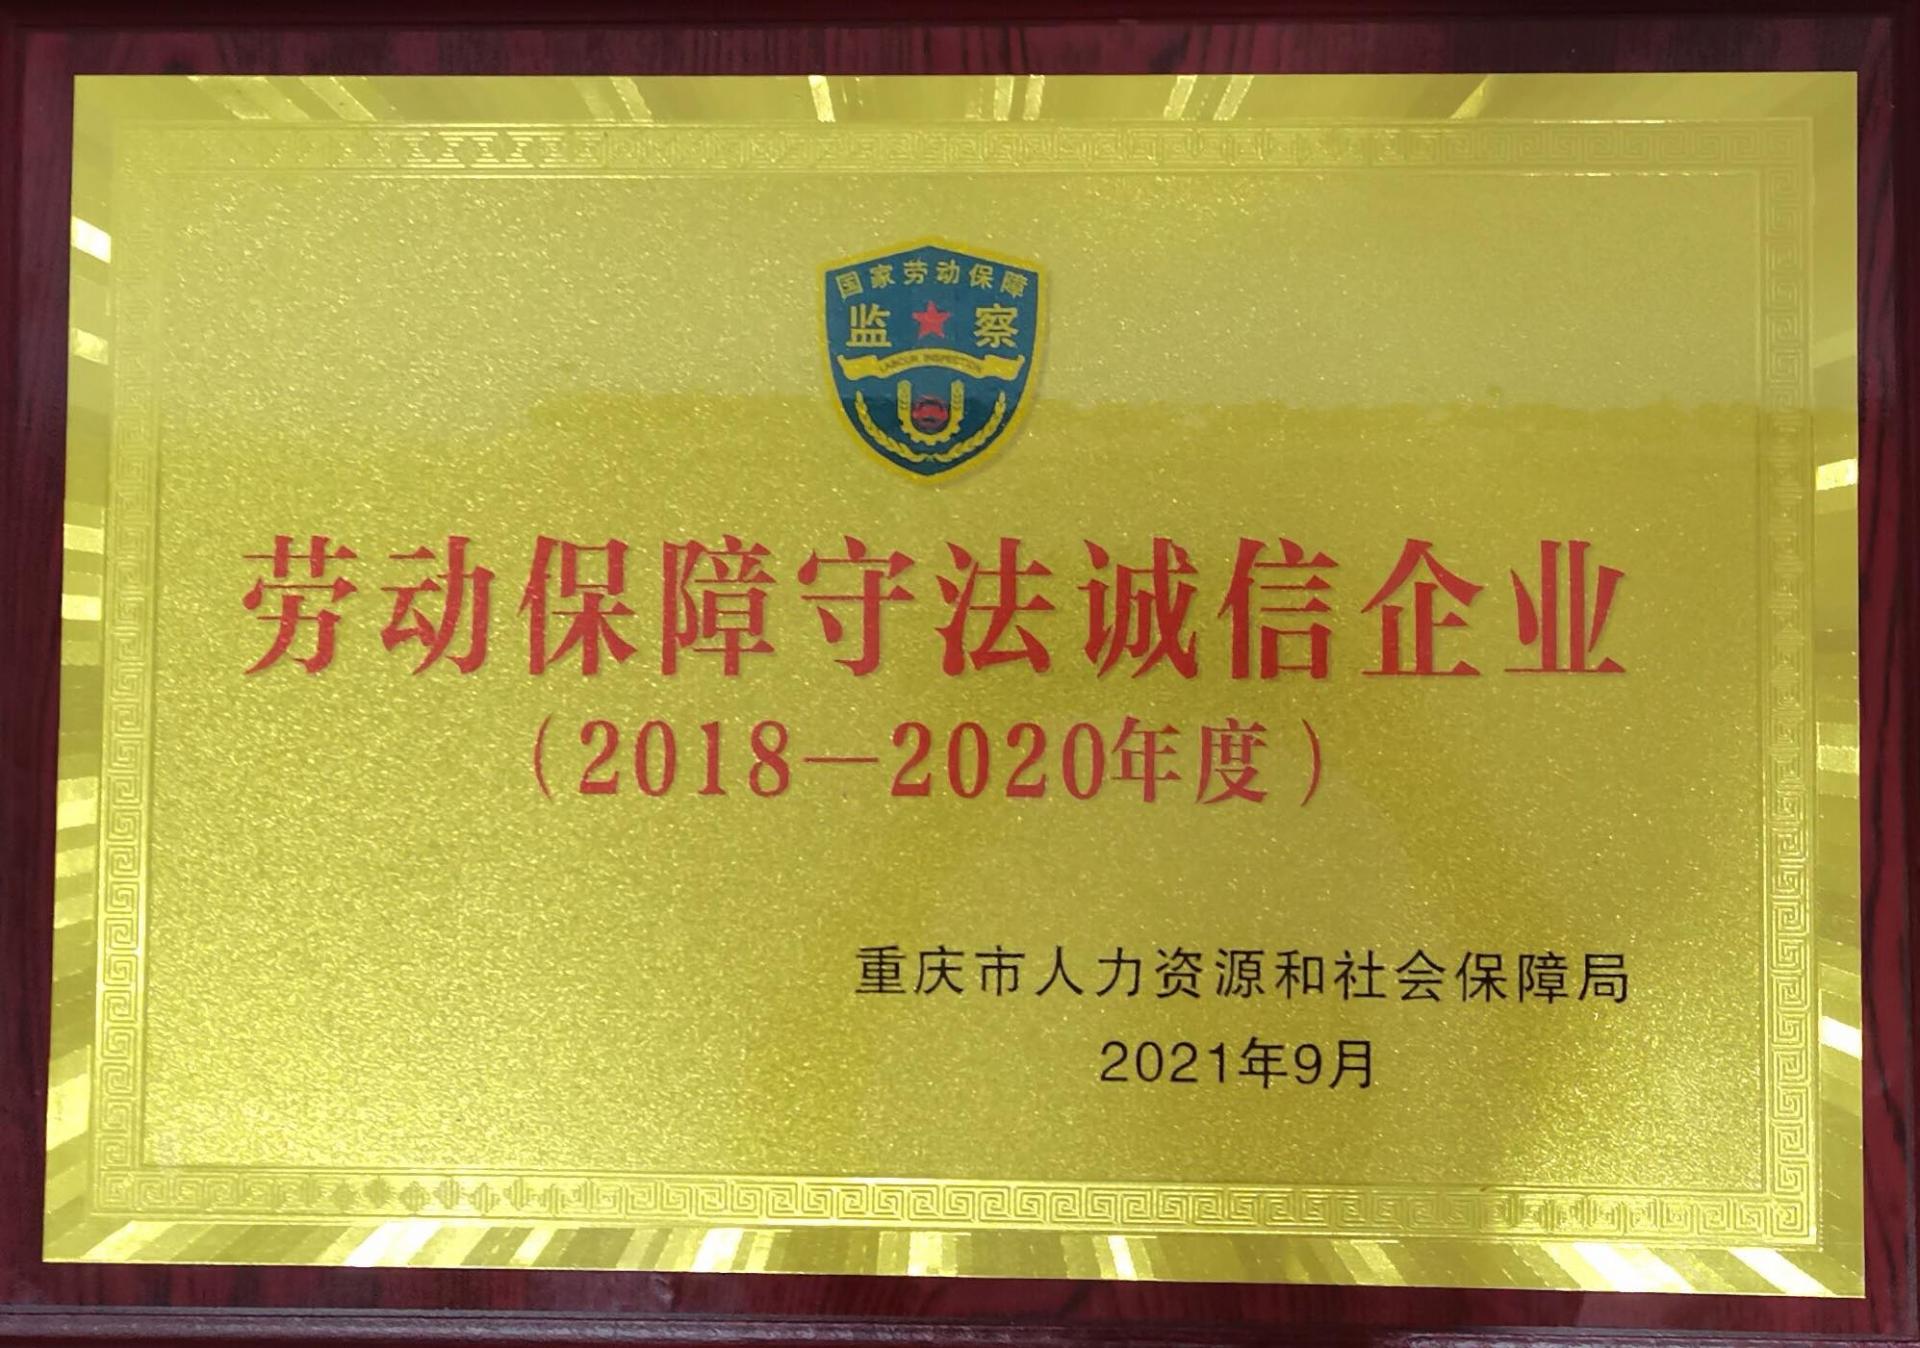 国家劳动保障
监察
LABOUR INSPECTION
劳动保障守法诚信企业
（2018—2020年度）
重庆市人力资源和社会保障局
2021年9月